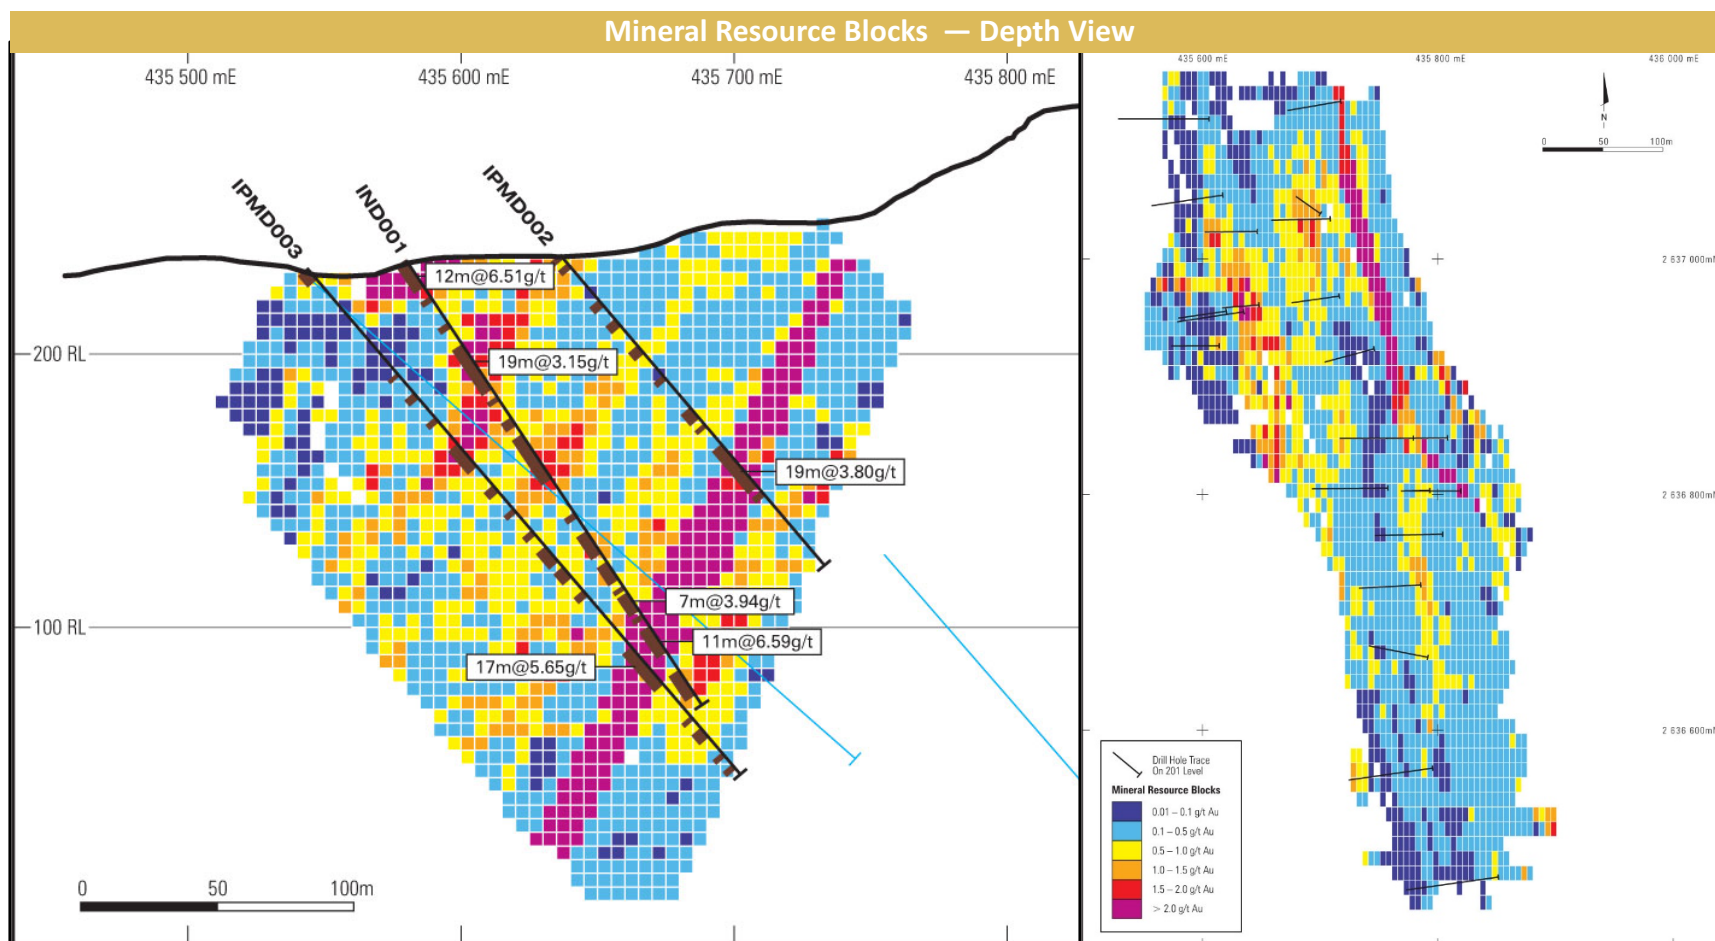 Mineral Resource Blocks — Depth View
435 500 mE
435 600 mE
435 700 mE
435 800 mE
IPMD003
IND001
IPMD002
12m@6.51g/t
200 RL
19m@3.15g/t
19m@3.80g/t
7m@3.94g/t
100 RL
11m@6.59g/t
17m@5.65g/t
0
50
100m
435 600 mE
435 800 mE
436 000 mE
N
0
50
100m
2 637 000mN
2 636 800mN
2 636 600mN
Drill Hole Trace
On 201 Level
Mineral Resource Blocks
0.01 – 0.1 g/t Au
0.1 – 0.5 g/t Au
0.5 – 1.0 g/t Au
1.0 – 1.5 g/t Au
1.5 – 2.0 g/t Au
> 2.0 g/t Au